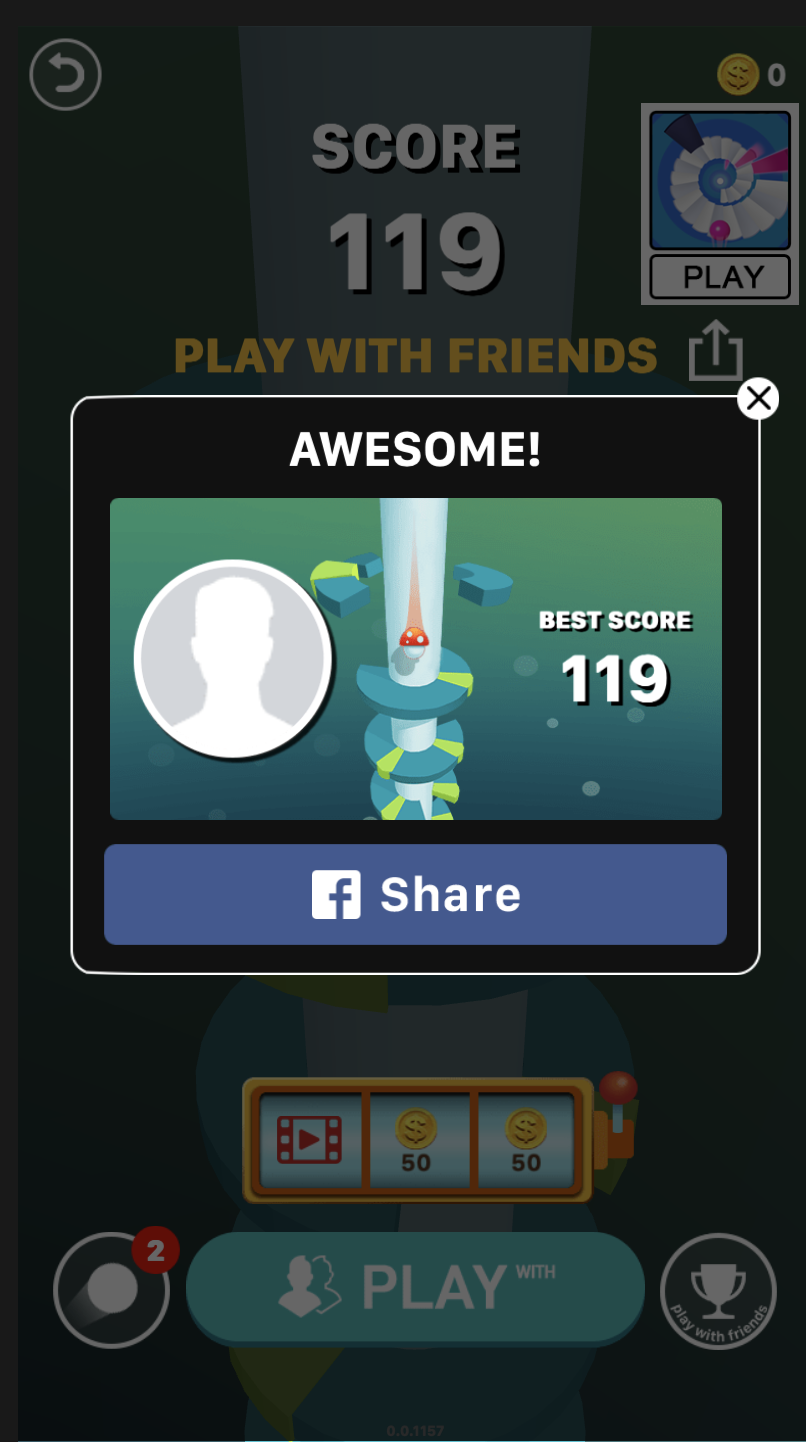 0
SCORE
119
PLAY
PLAY WITH FRIENDS
AWESOME!
BEST SCORE
119
Share
50
50
2
PLAY WITH
play with friends
0.0.1157